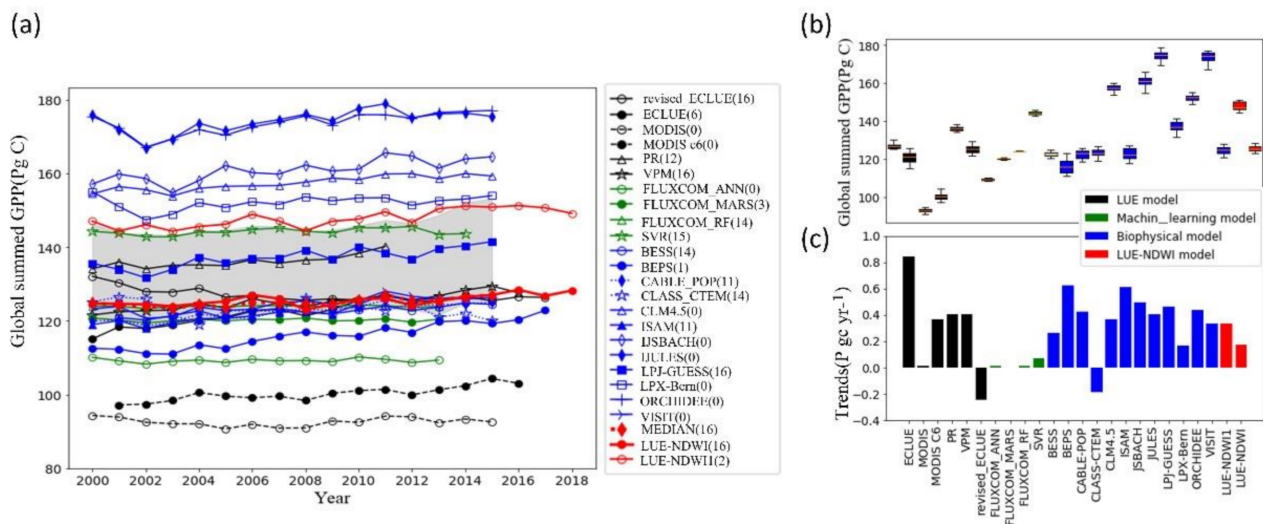 (a)
Global summed GPP(Pg C)
180
160
140
120
100
80
2000
2002
2004
2006
2008
2010
2012
2014
2016
2018
Year
revised_ECLUE(16)
ECLUE(6)
MODIS(0)
MODIS c6(0)
PR(12)
VPM(16)
FLUXCOM_ANN(0)
FLUXCOM_MARS(3)
FLUXCOM_RF(14)
SVR(15)
BESS(14)
BEPS(1)
CABLE_POP(11)
CLASS_CTEM(14)
CLM4.5(0)
ISAM(11)
IJSBACH(0)
IJULES(0)
LPJ-GUESS(16)
LPX-Bern(0)
ORCHIDEE(0)
VISIT(0)
MEDIAN(16)
LUE-NDWI(16)
LUE-NDWI1(2)
(b)
Global summed GPP(Pg C)
180
160
140
120
100
LUE model
Machin__learning model
Biophysical model
LUE-NDWI model
(c)
Trends(P gc yr-1)
1.0
0.8
0.6
0.4
0.2
0.0
−0.2
−0.4
ECLUE
MODIS
MODIS C6
PR
VPM
revised_ECLUE
FLUXCOM_ANN
FLUXCOM_MARS
FLUXCOM_RF
SVR
BESS
BEPS
CABLE-POP
CLASS-CTEM
CLM4.5
ISAM
JSBACH
JULES
LPJ-GUESS
LPX-Bern
ORCHIDEE
VISIT
LUE-NDWI1
LUE-NDWI